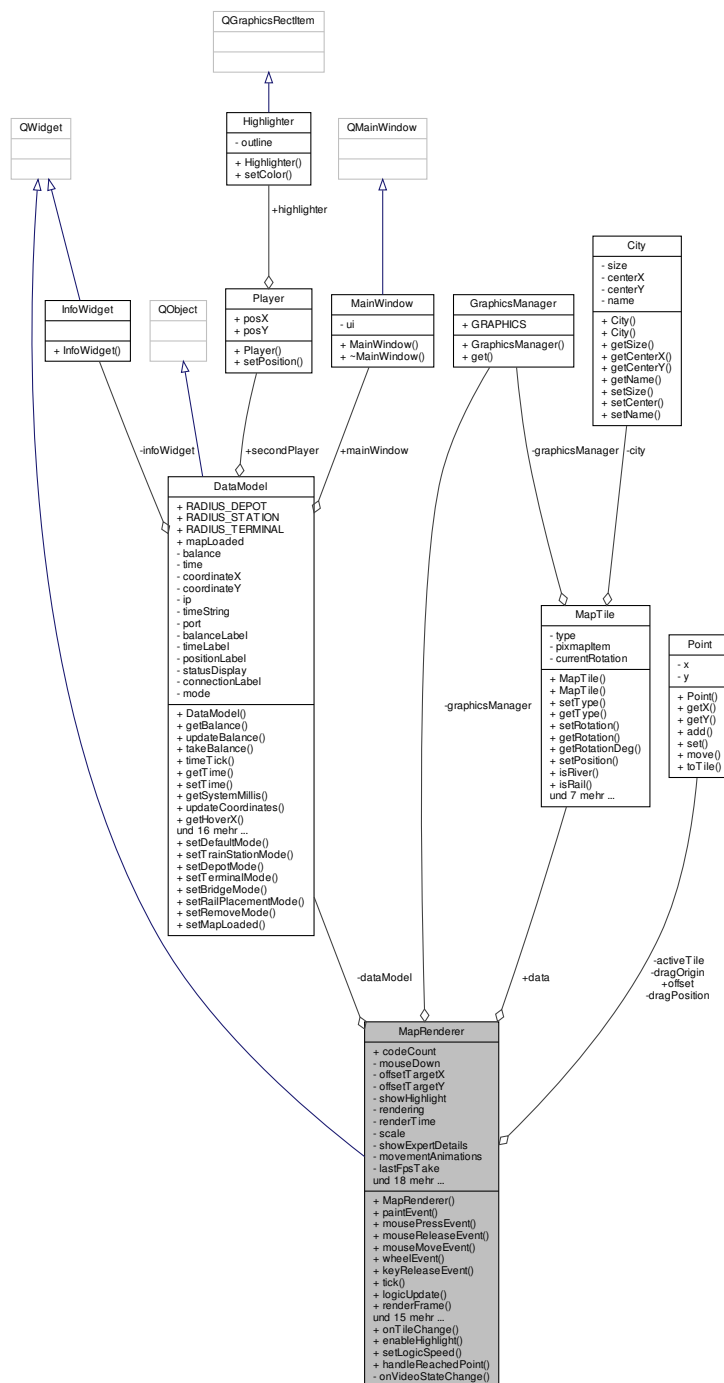 QGraphicsRectItem
QWidget
Highlighter
- outline
+ Highlighter()
+ setColor()
QMainWindow
+highlighter
City
- size
- centerX
- centerY
- name
+ City()
+ City()
+ getSize()
+ getCenterX()
+ getCenterY()
+ getName()
+ setSize()
+ setCenter()
+ setName()
InfoWidget
+ InfoWidget()
QObject
Player
+ posX
+ posY
+ Player()
+ setPosition()
MainWindow
- ui
+ MainWindow()
+ ~MainWindow()
GraphicsManager
+ GRAPHICS
+ GraphicsManager()
+ get()
-infoWidget
+secondPlayer
+mainWindow
-graphicsManager
-city
DataModel
+ RADIUS_DEPOT
+ RADIUS_STATION
+ RADIUS_TERMINAL
+ mapLoaded
- balance
- time
- coordinateX
- coordinateY
- ip
- timeString
- port
- balanceLabel
- timeLabel
- positionLabel
- statusDisplay
- connectionLabel
- mode
+ DataModel()
+ getBalance()
+ updateBalance()
+ takeBalance()
+ timeTick()
+ getTime()
+ setTime()
+ getSystemMillis()
+ updateCoordinates()
+ getHoverX()
und 16 mehr ...
+ setDefaultMode()
+ setTrainStationMode()
+ setDepotMode()
+ setTerminalMode()
+ setBridgeMode()
+ setRailPlacementMode()
+ setRemoveMode()
+ setMapLoaded()
MapTile
- type
- pixmapItem
- currentRotation
+ MapTile()
+ MapTile()
+ setType()
+ getType()
+ setRotation()
+ getRotation()
+ getRotationDeg()
+ setPosition()
+ isRiver()
+ isRail()
und 7 mehr ...
Point
- x
- y
+ Point()
+ getX()
+ getY()
+ add()
+ set()
+ move()
+ toTile()
-graphicsManager
-dataModel
+data
-activeTile
-dragOrigin
+offset
-dragPosition
MapRenderer
+ codeCount
- mouseDown
- offsetTargetX
- offsetTargetY
- showHighlight
- rendering
- renderTime
- scale
- showExpertDetails
- movementAnimations
- lastFpsTake
und 18 mehr ...
+ MapRenderer()
+ paintEvent()
+ mousePressEvent()
+ mouseReleaseEvent()
+ mouseMoveEvent()
+ wheelEvent()
+ keyReleaseEvent()
+ tick()
+ logicUpdate()
+ renderFrame()
und 15 mehr ...
+ onTileChange()
+ enableHighlight()
+ setLogicSpeed()
+ handleReachedPoint()
- onVideoStateChange()